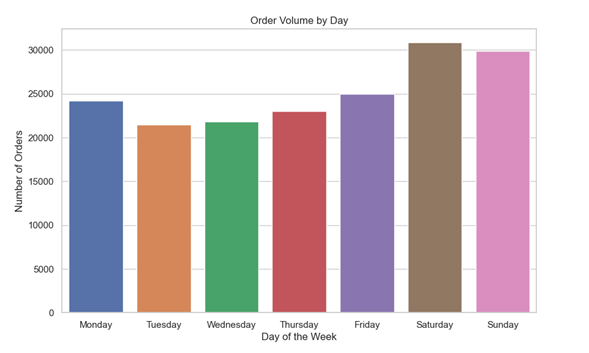 Order Volume by Day
Number of Orders
30000
25000
20000
15000
10000
5000
0
Monday Tuesday Wednesday Thursday Friday Saturday Sunday
Day of the Week